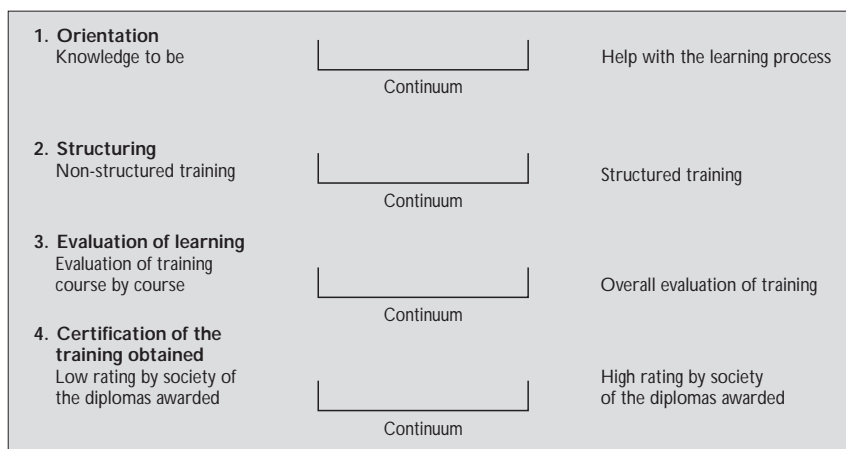 1. Orientation
Knowledge to be
Help with the learning process
Continuum
2. Structuring
Non-structured training
Structured training
Continuum
3. Evaluation of learning
Evaluation of training
course by course
Overall evaluation of training
Continuum
4. Certification of the
training obtained
Low rating by society of
the diplomas awarded
High rating by society
of the diplomas awarded
Continuum